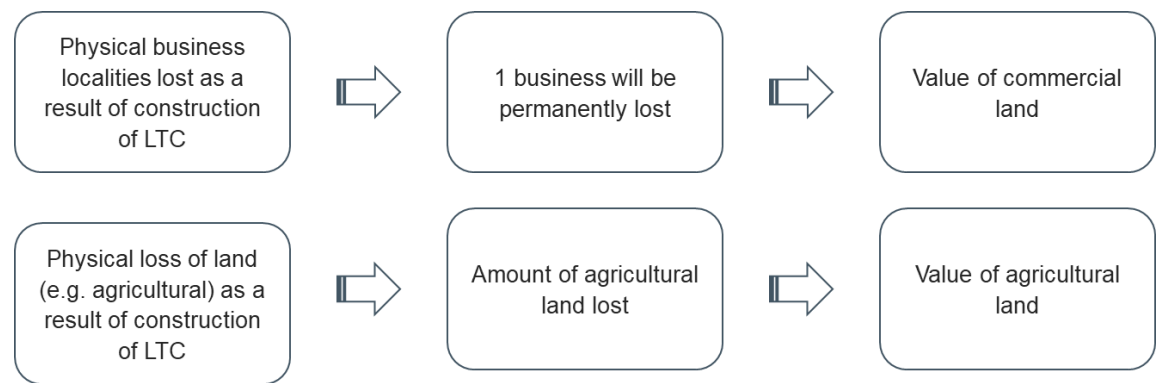 Physical business
localities lost as a
result of construction
of LTC
1 business will be
permanently lost
Value of commercial
land
Physical loss of land
(e.g. agricultural) as a
result of construction
of LTC
Amount of agricultural
land lost
Value of agricultural
land